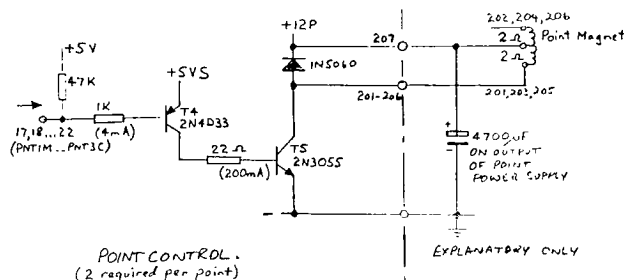 +12P
202,204,206
207
2Ω
Point Magnet
2Ω
+5V
1N5060
47K
+5VS
201-206
201,203,205
1K
T4
2N4033
17,18...22
(4mA)
(PNT1M..PNT3C)
22Ω
T5
2N3055
(200mA)
+
4700µF
ON OUTPUT
OF POINT
POWER SUPPLY
-
-
POINT CONTROL.
(2 required per point)
EXPLANATORY ONLY